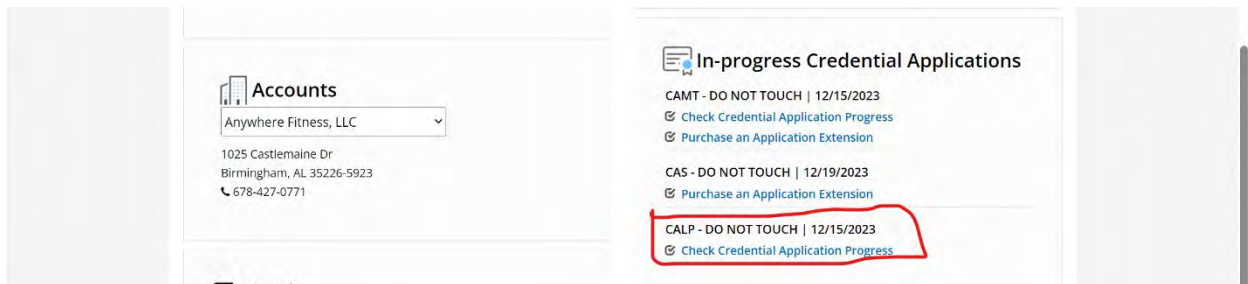 Accounts
Anywhere Fitness, LLC
1025 Castlemaine Dr
Birmingham, AL 35226-5923
678-427-0771
In-progress Credential Applications
CAMT - DO NOT TOUCH | 12/15/2023
Check Credential Application Progress
Purchase an Application Extension
CAS - DO NOT TOUCH | 12/19/2023
Purchase an Application Extension
CALP - DO NOT TOUCH | 12/15/2023
Check Credential Application Progress